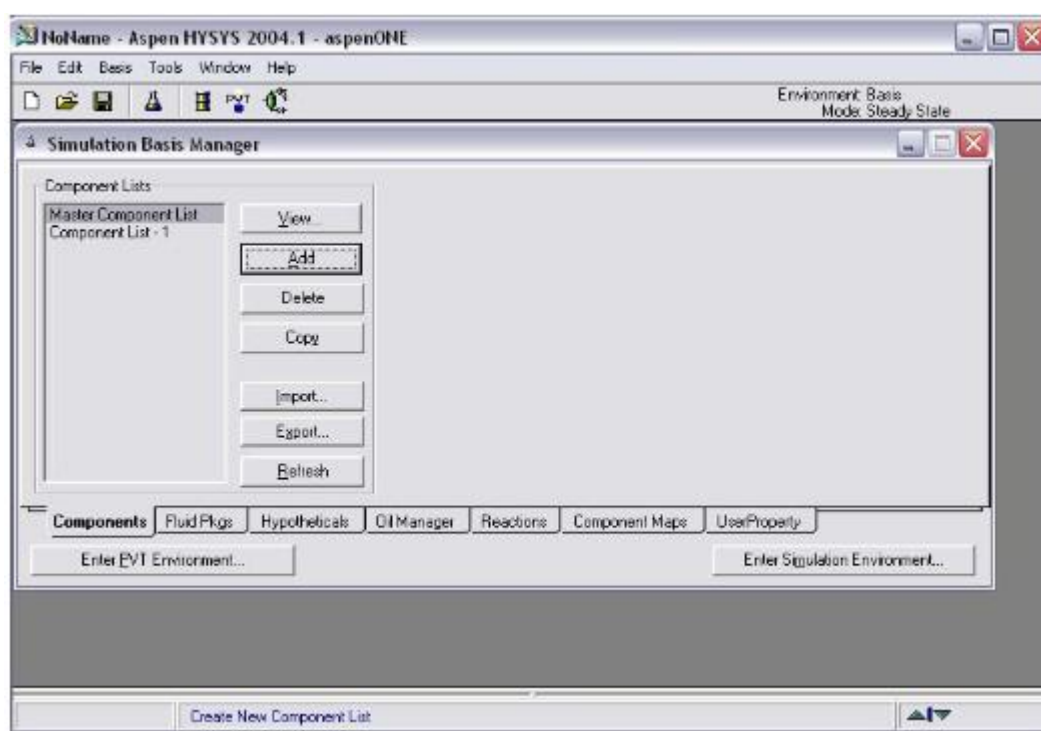 NoName - Aspen HYSYS 2004.1 - aspenONE
File Edit Basis Tools Window Help
PVT
Environment: Basis
Mode: Steady State
Simulation Basis Manager
Component Lists
Master Component List
Component List - 1
View...
Add
Delete
Copy
Import...
Export...
Refresh
Components Fluid Pkgs Hypotheticals Oil Manager Reactions Component Maps UserProperty
Enter PVT Environment... Enter Simulation Environment...
Create New Component List